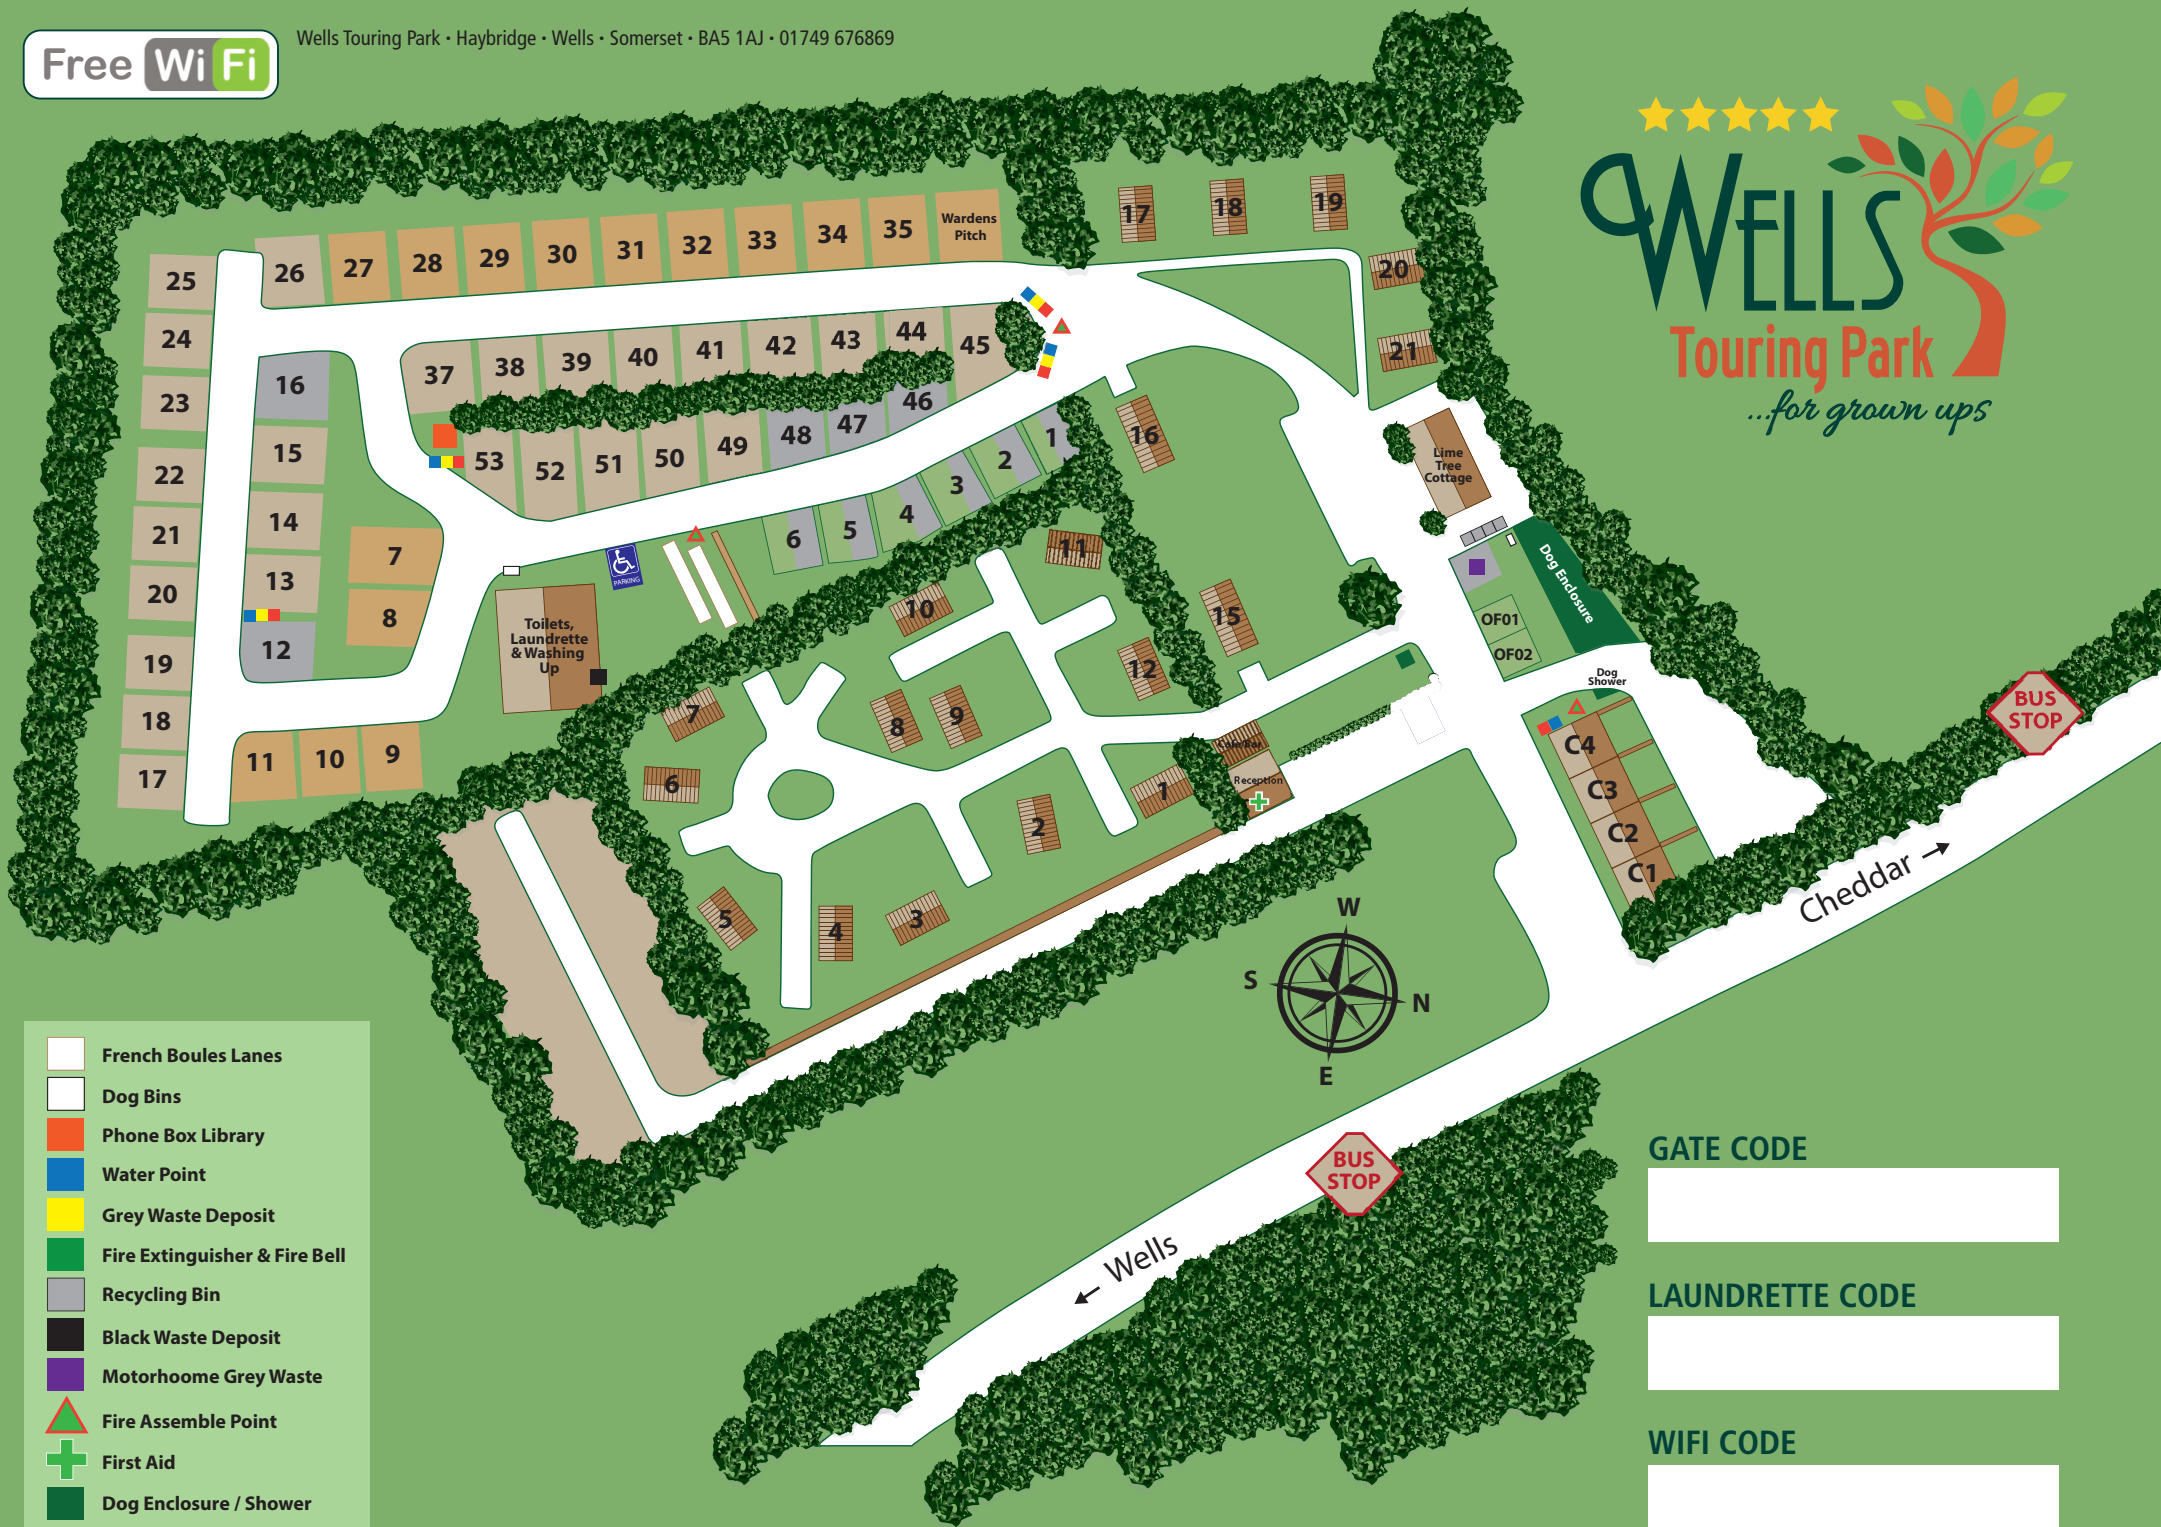 Free WiFi
Wells Touring Park • Haybridge • Wells • Somerset • BA5 1AJ • 01749 676869
WELLS
Touring Park
...for grown ups
25
24
23
22
21
20
19
18
17
26
27
28
29
30
31
32
33
34
35
Wardens
Pitch
16
15
14
13
12
11
10
9
7
8
37
38
39
40
41
42
43
44
45
53
52
51
50
49
48
47
46
6
5
4
3
2
1
PARKING
Toilets,
Laundrette
& Washing
Up
17
18
19
20
21
16
15
12
11
10
9
8
7
6
5
4
3
2
1
Lime
Tree
Cottage
Dog Enclosure
OF01
OF02
Dog
Shower
Café/Bar
Reception
C4
C3
C2
C1
BUS
STOP
Cheddar
W
S
N
E
BUS
STOP
Wells
French Boules Lanes
Dog Bins
Phone Box Library
Water Point
Grey Waste Deposit
Fire Extinguisher & Fire Bell
Recycling Bin
Black Waste Deposit
Motorhoome Grey Waste
Fire Assemble Point
First Aid
Dog Enclosure / Shower
GATE CODE
LAUNDRETTE CODE
WIFI CODE